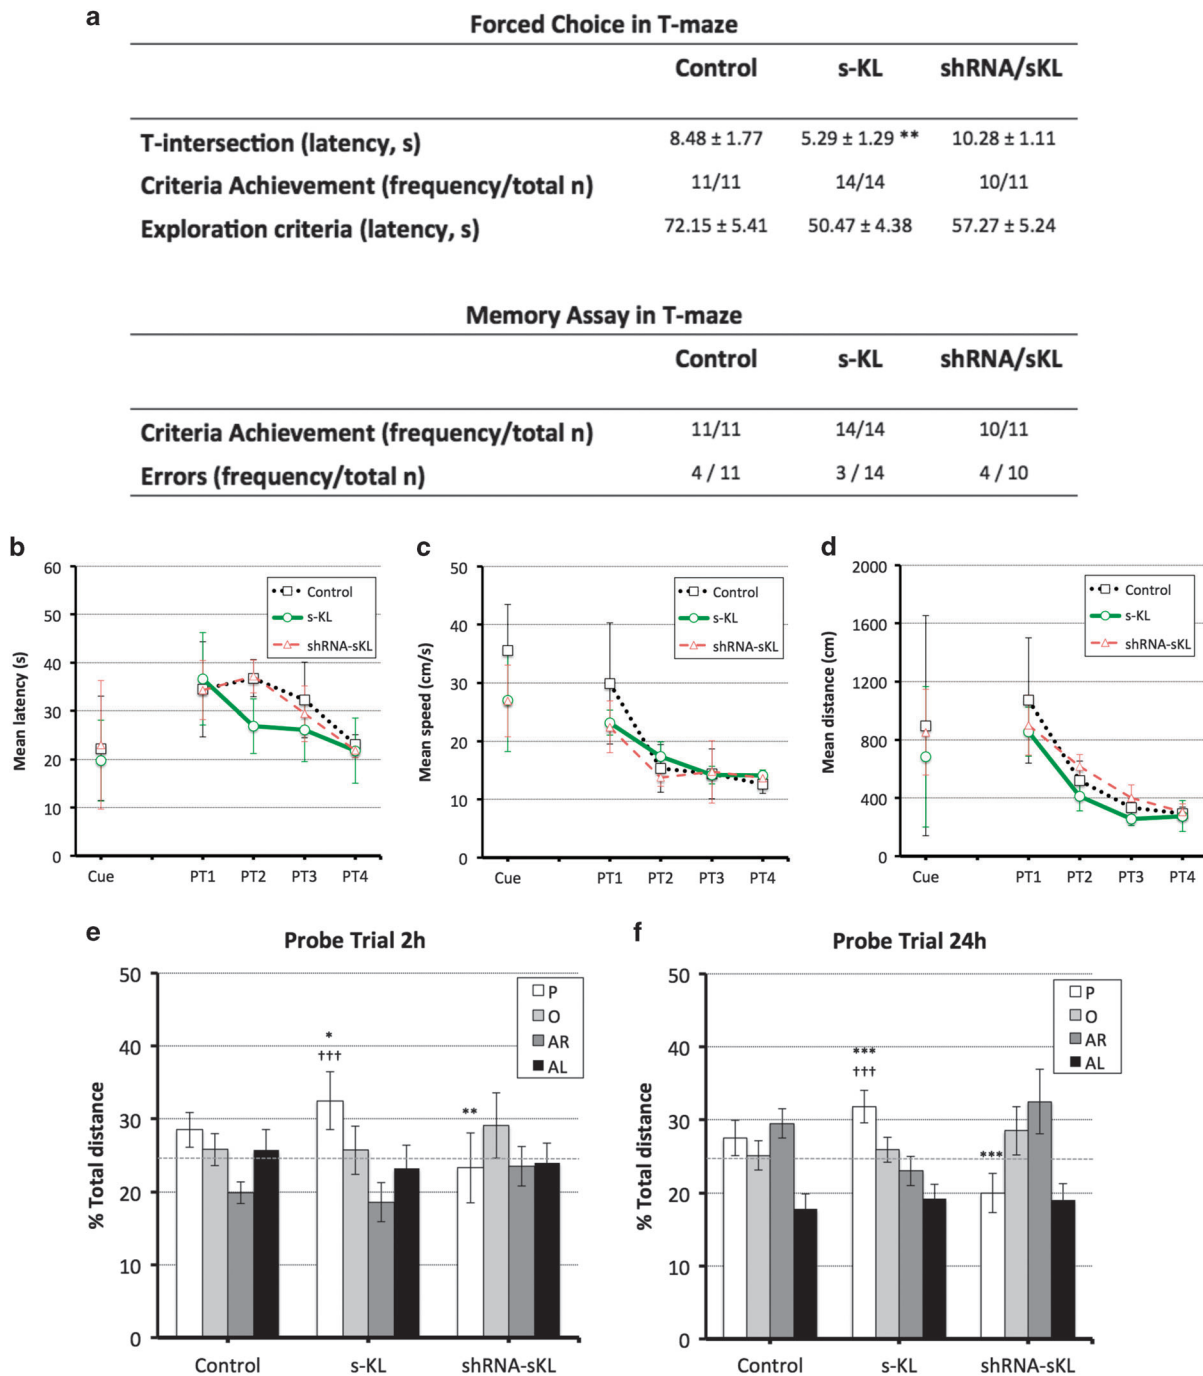 a
Forced Choice in T-maze
Control s-KL shRNA/sKL
T-intersection (latency, s) 8.48 ± 1.77 5.29 ± 1.29 ** 10.28 ± 1.11
Criteria Achievement (frequency/total n) 11/11 14/14 10/11
Exploration criteria (latency, s) 72.15 ± 5.41 50.47 ± 4.38 57.27 ± 5.24
Memory Assay in T-maze
Control s-KL shRNA/sKL
Criteria Achievement (frequency/total n) 11/11 14/14 10/11
Errors (frequency/total n) 4 / 11 3 / 14 4 / 10
b
Mean latency (s)
60
50
40
30
20
10
0
Control
s-KL
shRNA-sKL
Cue PT1 PT2 PT3 PT4
c
Mean speed (cm/s)
50
40
30
20
10
0
Control
s-KL
shRNA-sKL
Cue PT1 PT2 PT3 PT4
d
Mean distance (cm)
2000
1600
1200
800
400
0
Control
s-KL
shRNA-sKL
Cue PT1 PT2 PT3 PT4
e
Probe Trial 2h
% Total distance
50
40
30
20
10
0
P
O
AR
AL
*
†††
**
Control s-KL shRNA-sKL
f
Probe Trial 24h
% Total distance
50
40
30
20
10
0
P
O
AR
AL
***
†††
***
Control s-KL shRNA-sKL